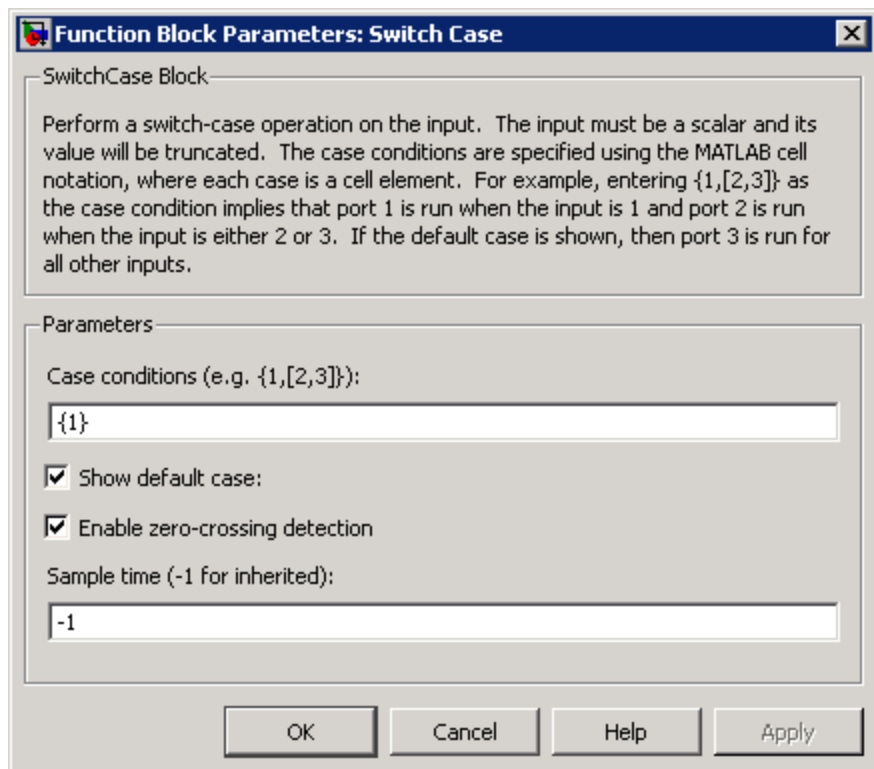 Function Block Parameters: Switch Case
SwitchCase Block
Perform a switch-case operation on the input.  The input must be a scalar and its
value will be truncated.  The case conditions are specified using the MATLAB cell
notation, where each case is a cell element.  For example, entering {1,[2,3]} as
the case condition implies that port 1 is run when the input is 1 and port 2 is run
when the input is either 2 or 3.  If the default case is shown, then port 3 is run for
all other inputs.
Parameters
Case conditions (e.g. {1,[2,3]}):
{1}
Show default case:
Enable zero-crossing detection
Sample time (-1 for inherited):
-1
OK Cancel Help Apply